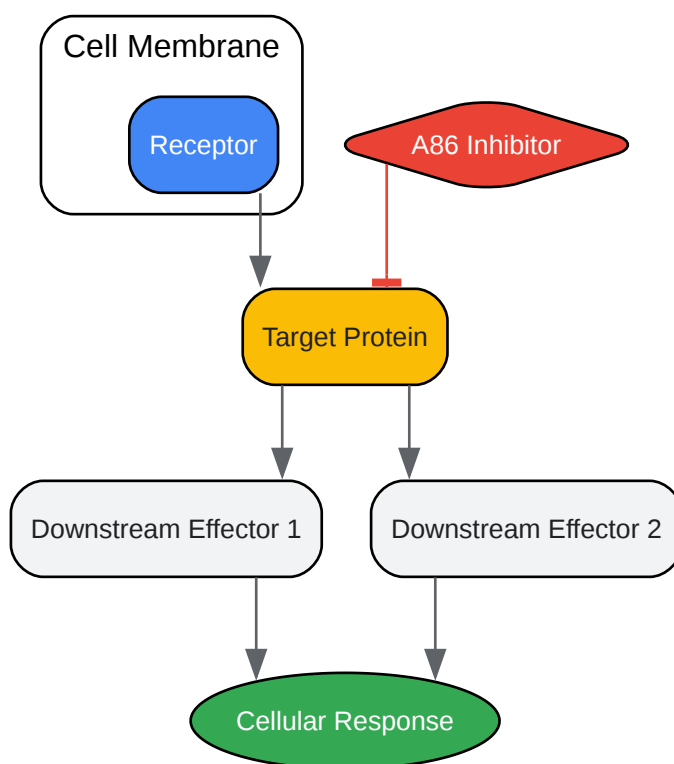 Cell Membrane
Receptor
A86 Inhibitor
Target Protein
Downstream Effector 1
Downstream Effector 2
Cellular Response